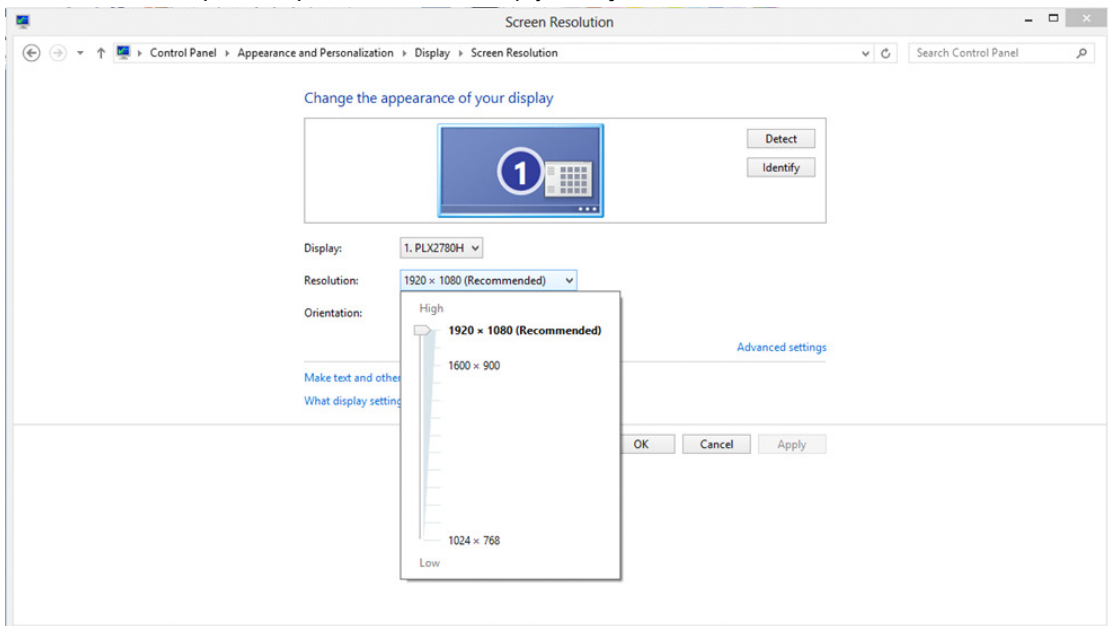 Screen Resolution
Control Panel Appearance and Personalization Display Screen Resolution
Search Control Panel
Change the appearance of your display
1
Detect
Identify
Display: 1. PLX2780H
Resolution: 1920 × 1080 (Recommended)
Orientation:
High
1920 × 1080 (Recommended)
1600 × 900
1024 × 768
Low
Advanced settings
Make text and other
What display setting
OK Cancel Apply